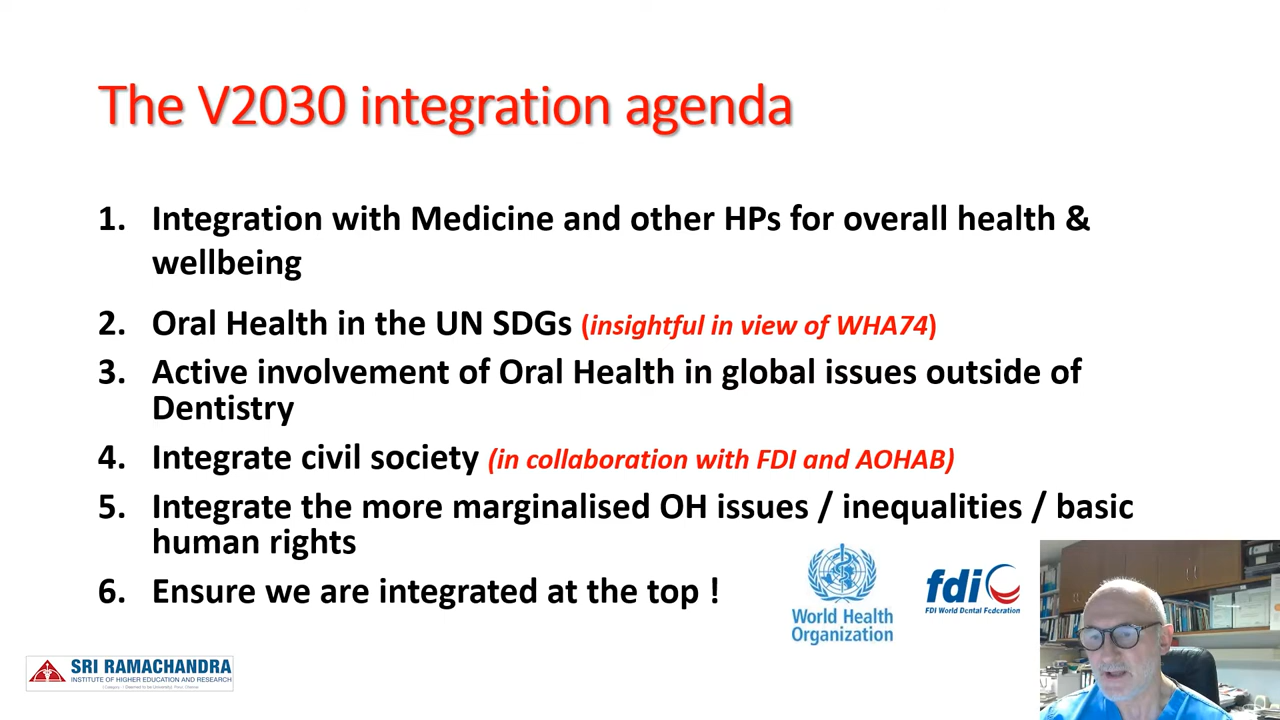 The V2030 integration agenda
1. Integration with Medicine and other HPs for overall health &
wellbeing
2. Oral Health in the UN SDGs (insightful in view of WHA74)
3. Active involvement of Oral Health in global issues outside of
Dentistry
4. Integrate civil society (in collaboration with FDI and AOHAB)
5. Integrate the more marginalised OH issues / inequalities / basic
human rights
6. Ensure we are integrated at the top !
World Health
Organization
fdi
FDI World Dental Federation
SRI RAMACHANDRA
INSTITUTE OF HIGHER EDUCATION AND RESEARCH